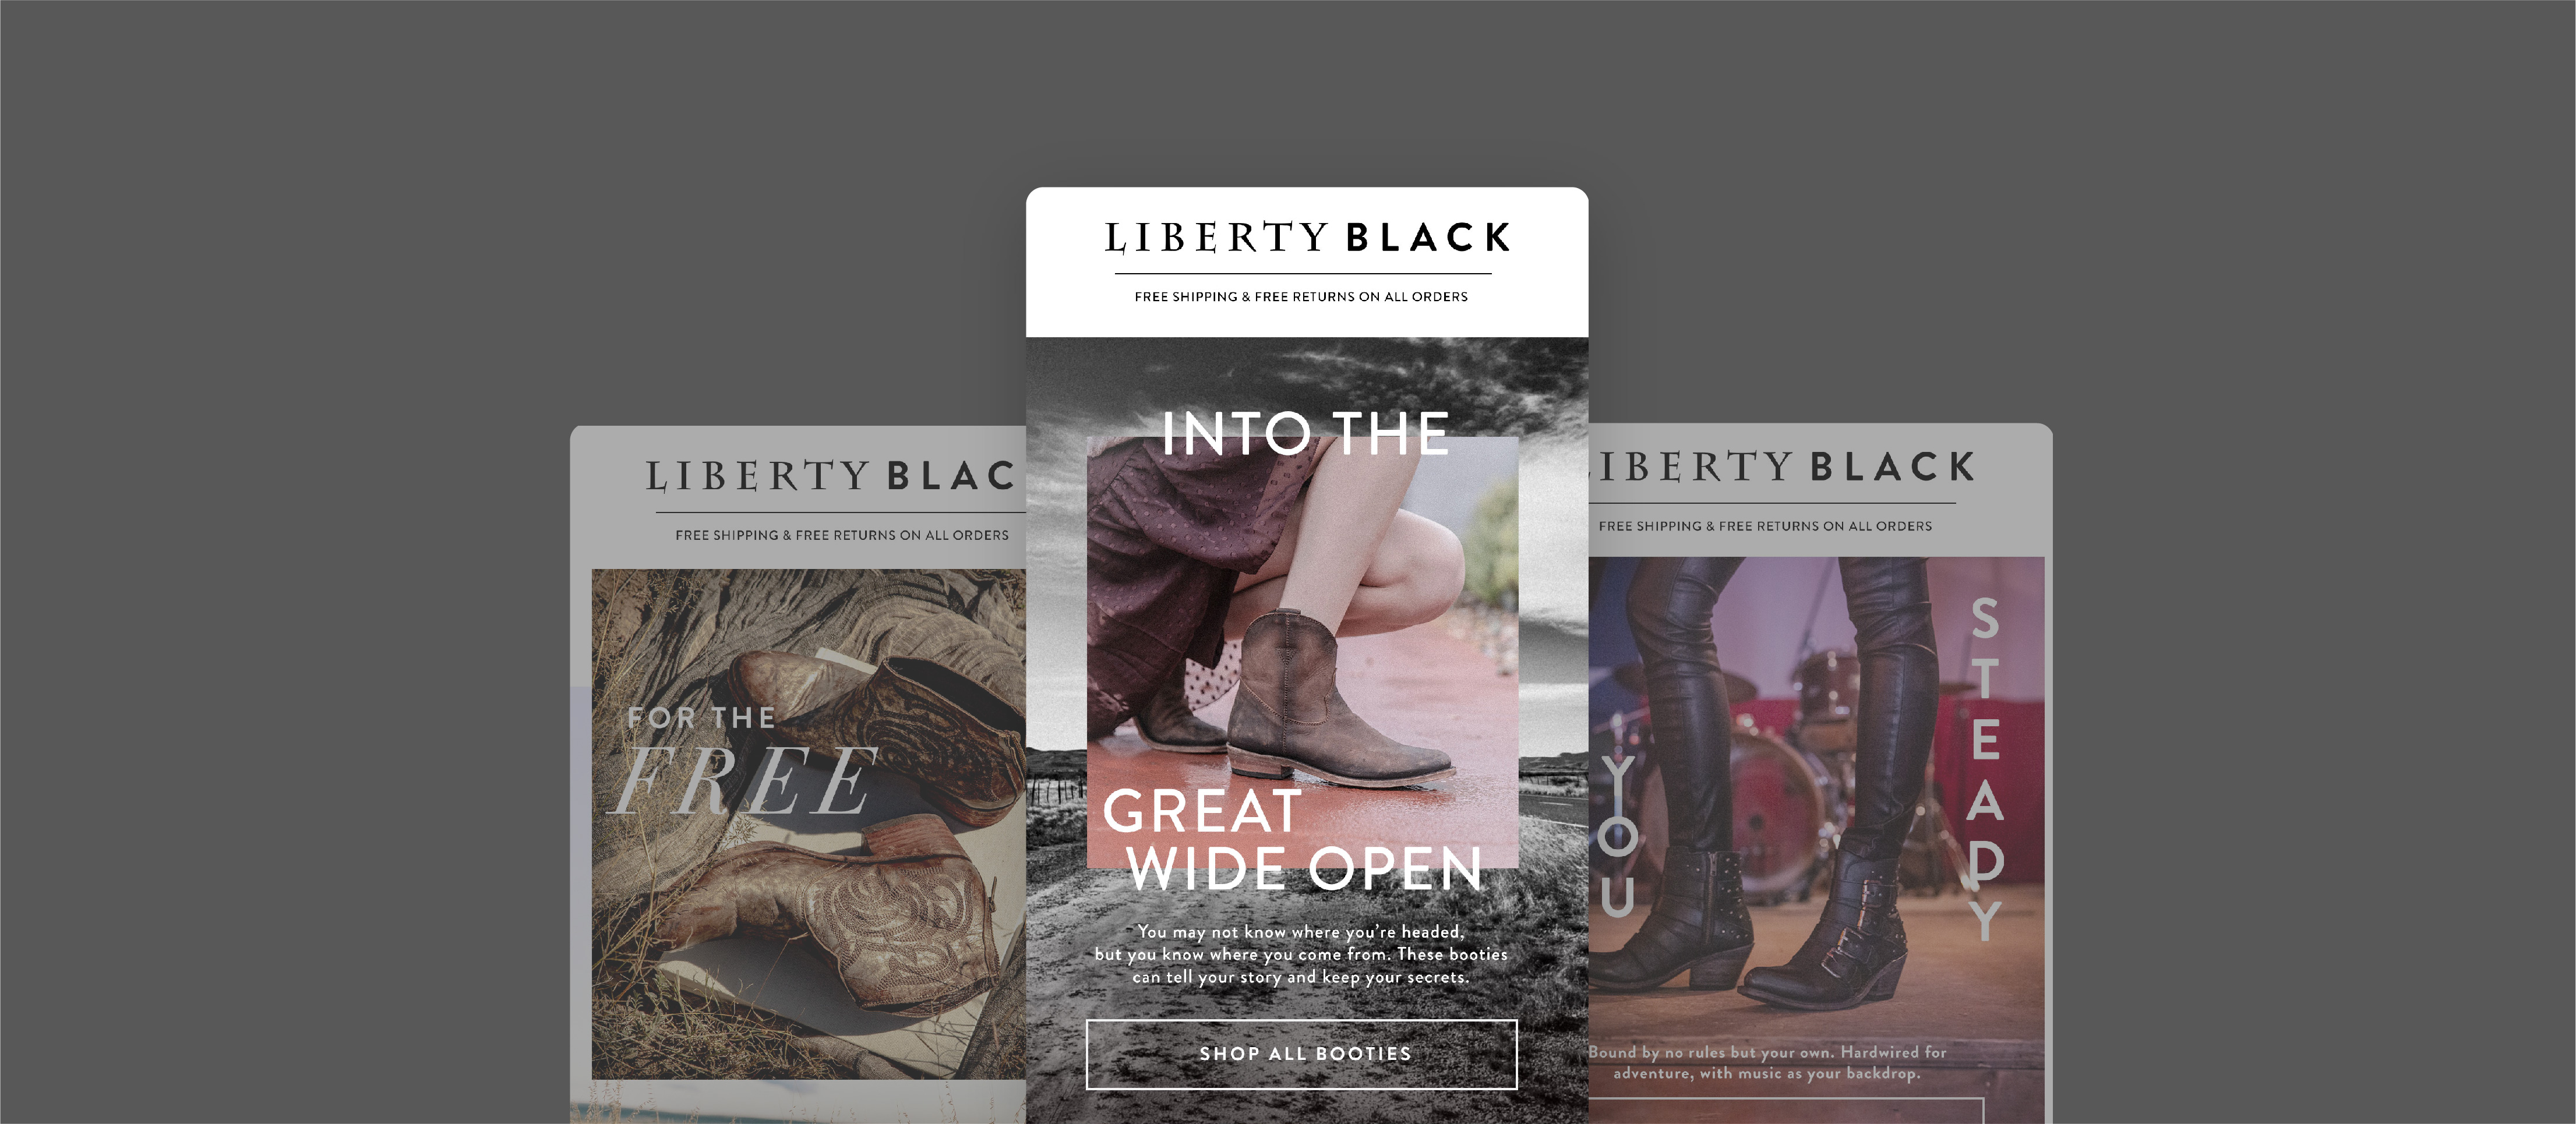 LIBERTY BLACK
FREE SHIPPING & FREE RETURNS ON ALL ORDERS
FOR THE
FREE
LIBERTY BLACK
FREE SHIPPING & FREE RETURNS ON ALL ORDERS
INTO THE
GREAT
WIDE OPEN
You may not know where you're headed,
but you know where you come from. These booties
can tell your story and keep your secrets.
SHOP ALL BOOTIES
LIBERTY BLACK
FREE SHIPPING & FREE RETURNS ON ALL ORDERS
YOU
STEADY
Bound by no rules but your own. Hardwired for
adventure, with music as your backdrop.